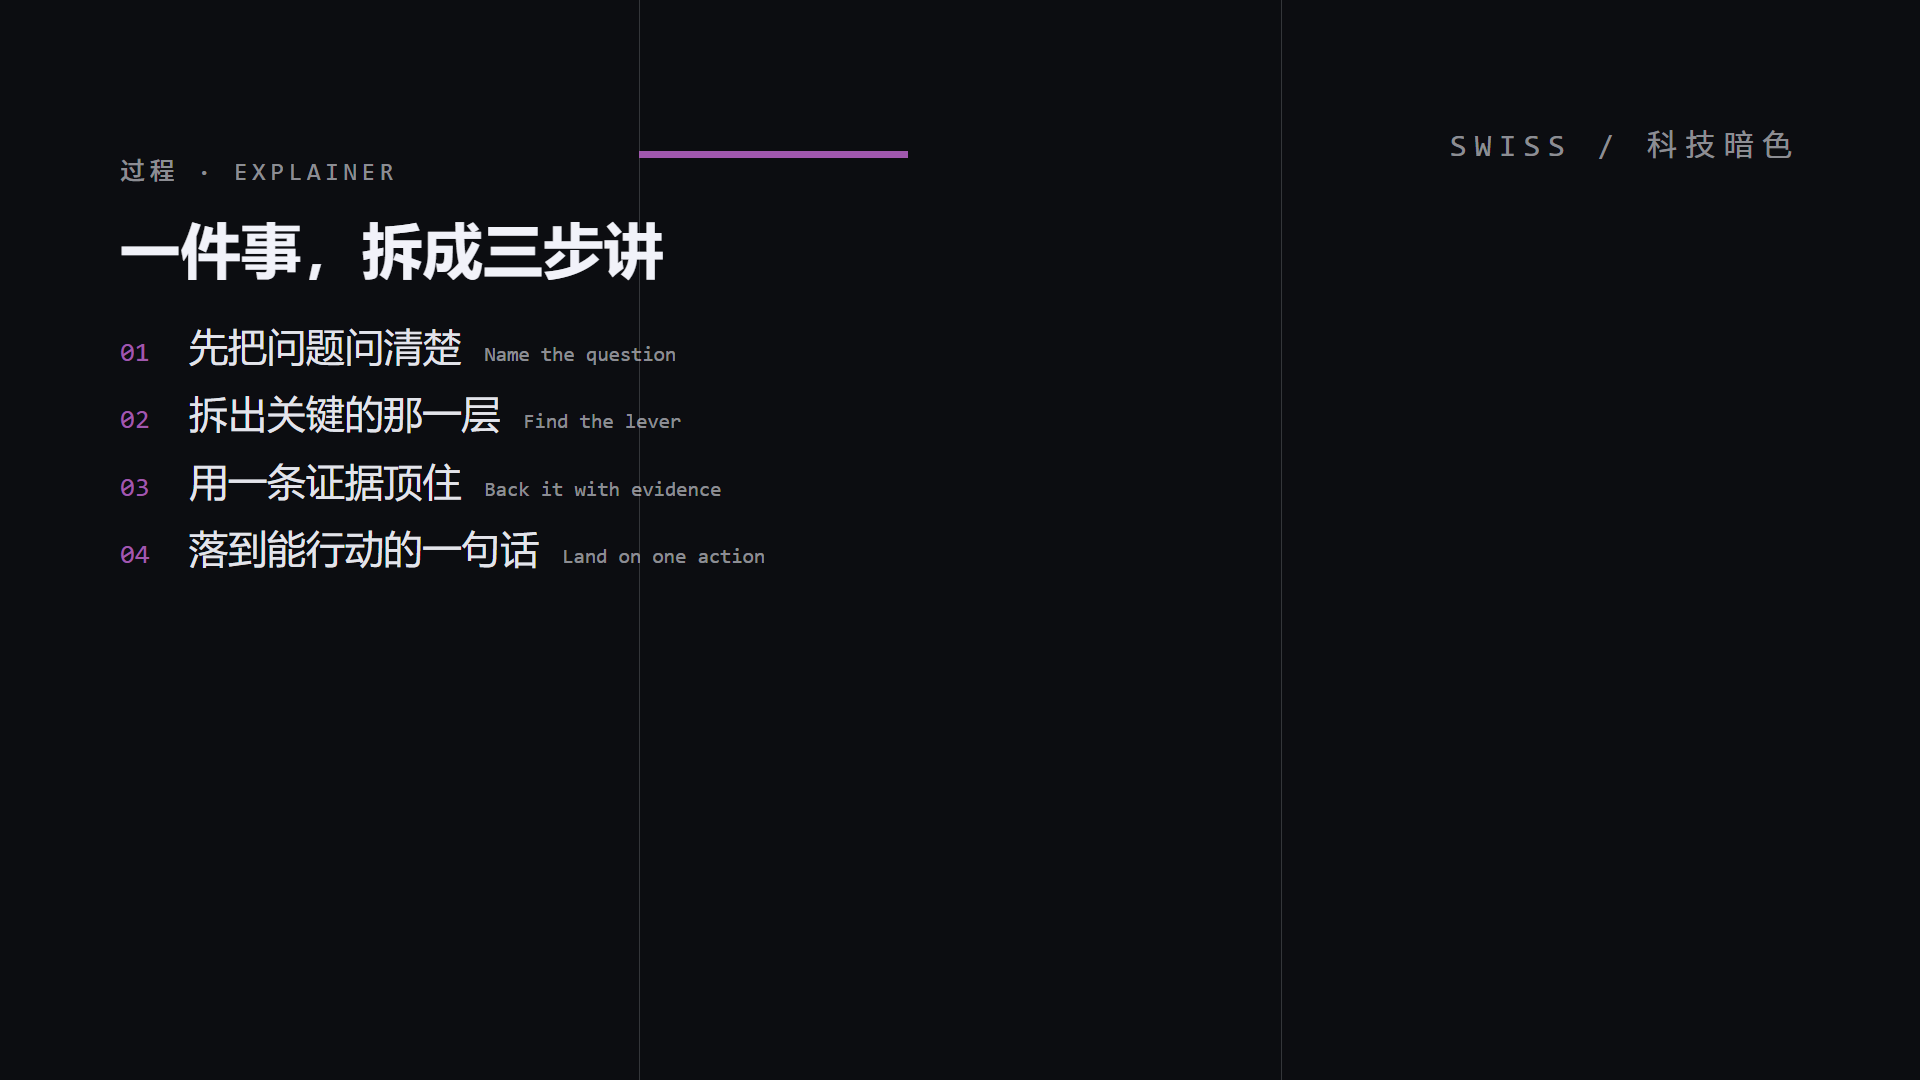 SWISS / 科技暗色
过程 · EXPLAINER
一件事，拆成三步讲
01 先把问题问清楚 Name the question
02 拆出关键的那一层 Find the lever
03 用一条证据顶住 Back it with evidence
04 落到能行动的一句话 Land on one action